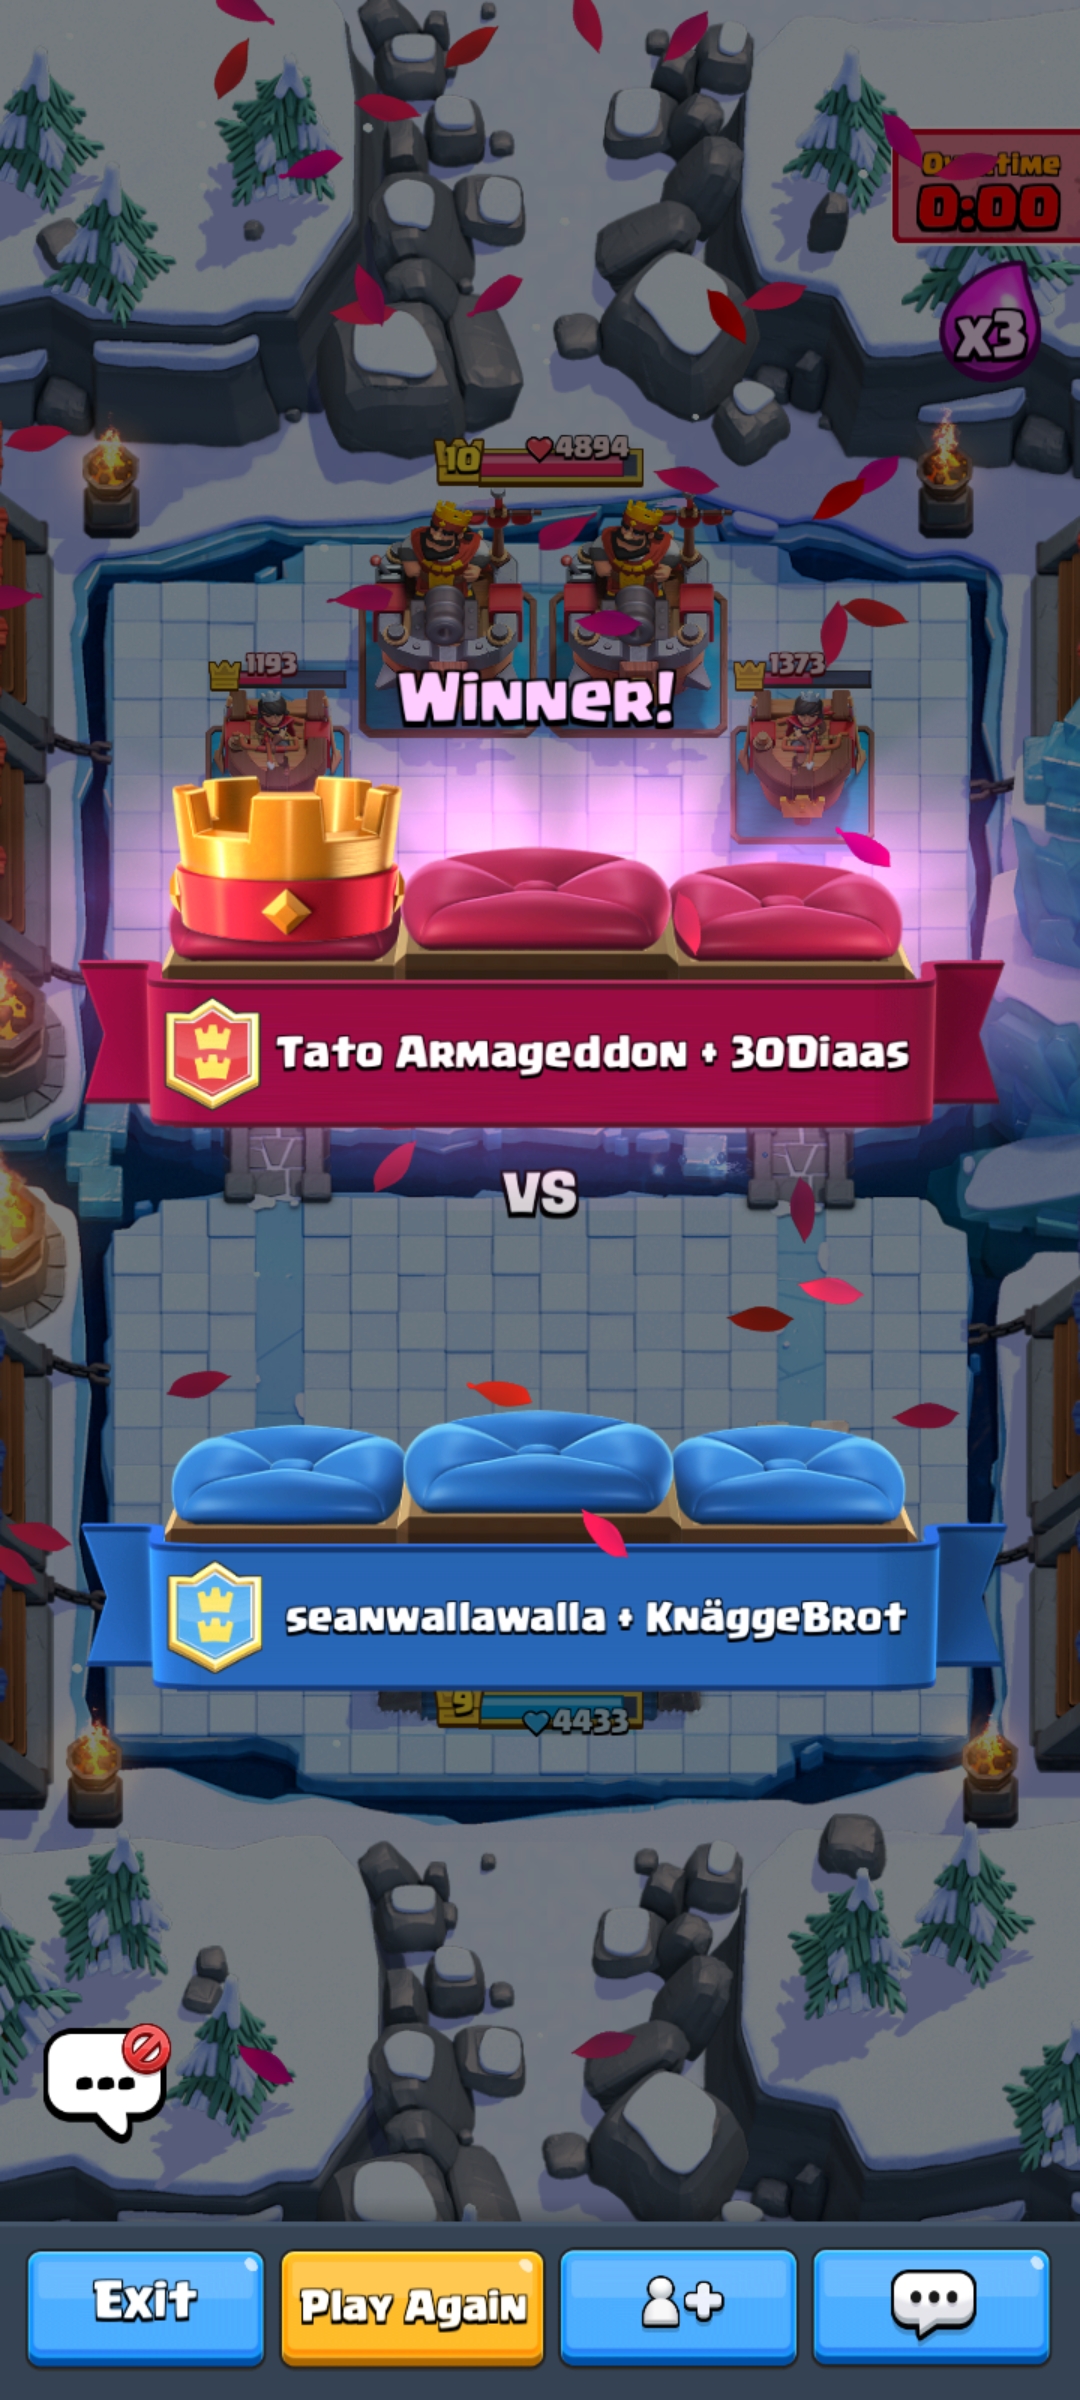 Overtime
0:00
x3
10 4894
1193
1373
Winner!
Tato Armageddon + 30Diaas
VS
seanwallawalla + KnäggeBrot
9 4433
Exit
Play Again